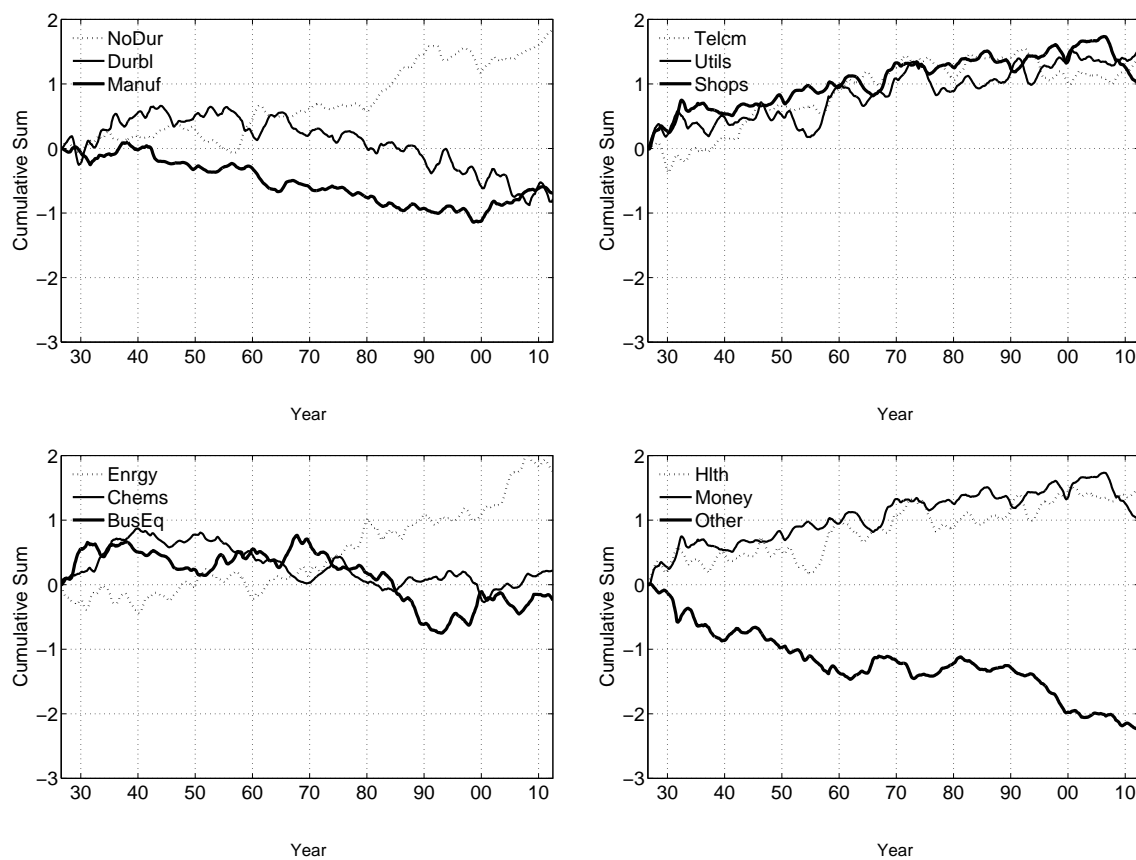 2
1
0
−1
−2
−3
Cumulative Sum
NoDur
Durbl
Manuf
30 40 50 60 70 80 90 00 10
Year
2
1
0
−1
−2
−3
Cumulative Sum
Telcm
Utils
Shops
30 40 50 60 70 80 90 00 10
Year
2
1
0
−1
−2
−3
Cumulative Sum
Enrgy
Chems
BusEq
30 40 50 60 70 80 90 00 10
Year
2
1
0
−1
−2
−3
Cumulative Sum
Hlth
Money
Other
30 40 50 60 70 80 90 00 10
Year